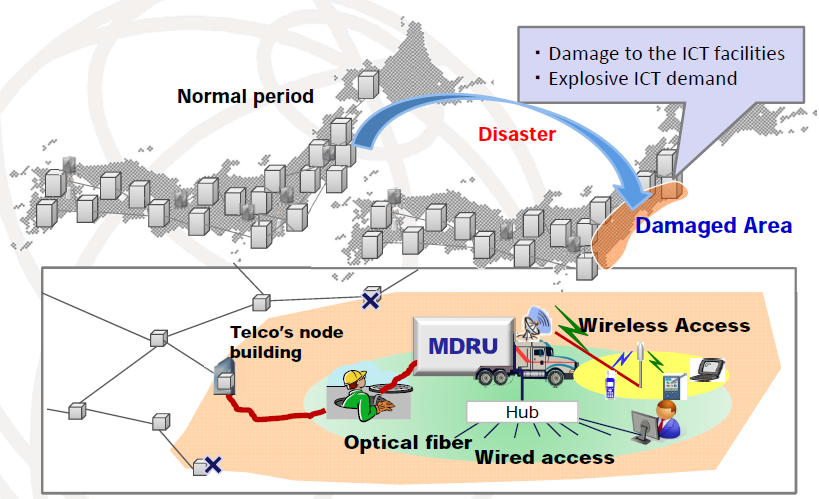 Normal period
・ Damage to the ICT facilities
・ Explosive ICT demand
Disaster
Damaged Area
Telco's node
building
MDRU
Wireless Access
Hub
Optical fiber
Wired access